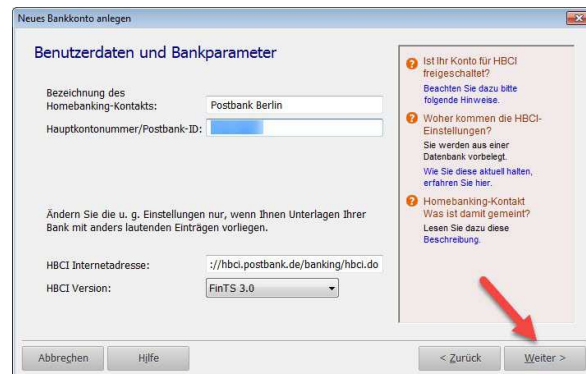 Neues Bankkonto anlegen
Benutzerdaten und Bankparameter
Bezeichnung des
Homebanking-Kontakts: Postbank Berlin
Hauptkontonummer/Postbank-ID:
Ändern Sie die u. g. Einstellungen nur, wenn Ihnen Unterlagen Ihrer
Bank mit anders lautenden Einträgen vorliegen.
HBCI Internetadresse: ://hbci.postbank.de/banking/hbci.do
HBCI Version: FinTS 3.0
Ist Ihr Konto für HBCI
freigeschaltet?
Beachten Sie dazu bitte
folgende Hinweise.
Woher kommen die HBCI-
Einstellungen?
Sie werden aus einer
Datenbank vorbelegt.
Wie Sie diese aktuell halten,
erfahren Sie hier.
Homebanking-Kontakt
Was ist damit gemeint?
Lesen Sie dazu diese
Beschreibung.
Abbrechen Hilfe < Zurück Weiter >